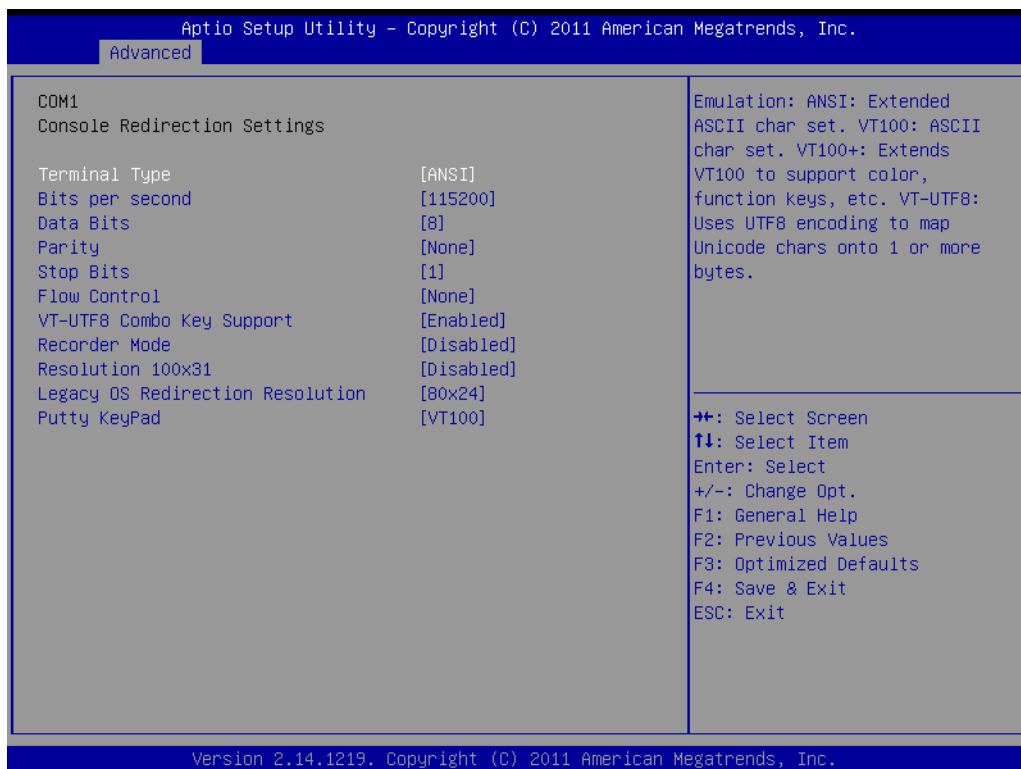 Aptio Setup Utility – Copyright (C) 2011 American Megatrends, Inc.
Advanced
COM1
Console Redirection Settings
Terminal Type [ANSI]
Bits per second [115200]
Data Bits [8]
Parity [None]
Stop Bits [1]
Flow Control [None]
VT-UTF8 Combo Key Support [Enabled]
Recorder Mode [Disabled]
Resolution 100x31 [Disabled]
Legacy OS Redirection Resolution [80x24]
Putty KeyPad [VT100]
Emulation: ANSI: Extended
ASCII char set. VT100: ASCII
char set. VT100+: Extends
VT100 to support color,
function keys, etc. VT-UTF8:
Uses UTF8 encoding to map
Unicode chars onto 1 or more
bytes.
→←: Select Screen
↑↓: Select Item
Enter: Select
+/-: Change Opt.
F1: General Help
F2: Previous Values
F3: Optimized Defaults
F4: Save & Exit
ESC: Exit
Version 2.14.1219. Copyright (C) 2011 American Megatrends, Inc.